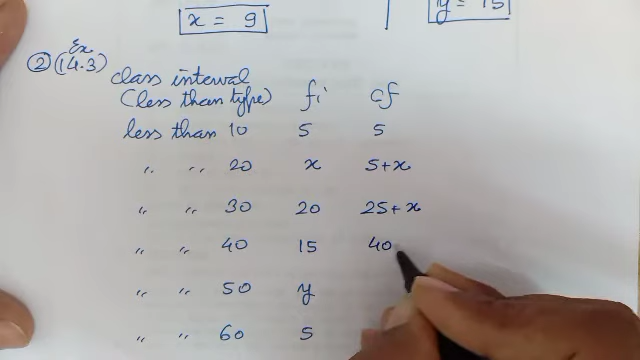 x = 9
y = 15
② Ex (14.3) class interval
(less than type) fi cf
less than 10 5 5
〃 〃 20 x 5+x
〃 〃 30 20 25+x
〃 〃 40 15 40
〃 〃 50 y
〃 〃 60 5